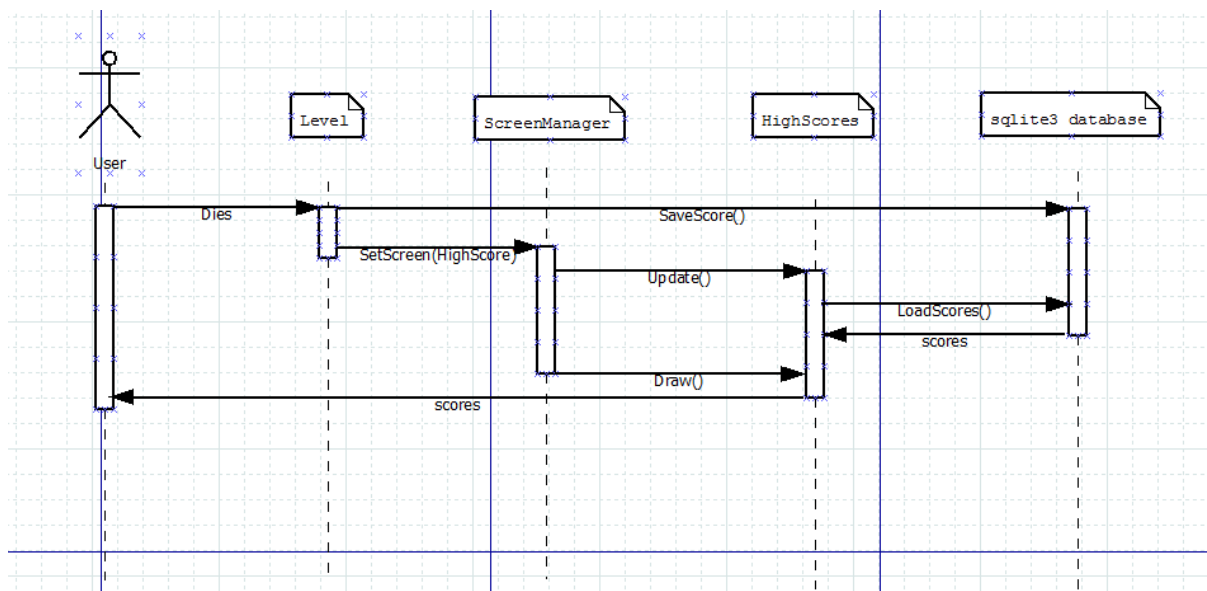 User
Level
ScreenManager
HighScores
sqlite3 database
Dies
SaveScore()
SetScreen(HighScore)
Update()
LoadScores()
scores
Draw()
scores